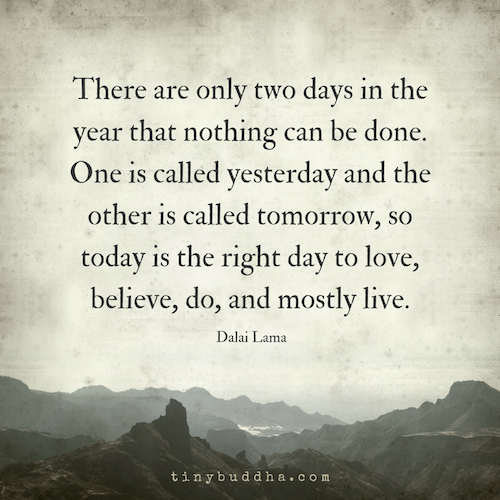 There are only two days in the
year that nothing can be done.
One is called yesterday and the
other is called tomorrow, so
today is the right day to love,
believe, do, and mostly live.
Dalai Lama
tinybuddha.com